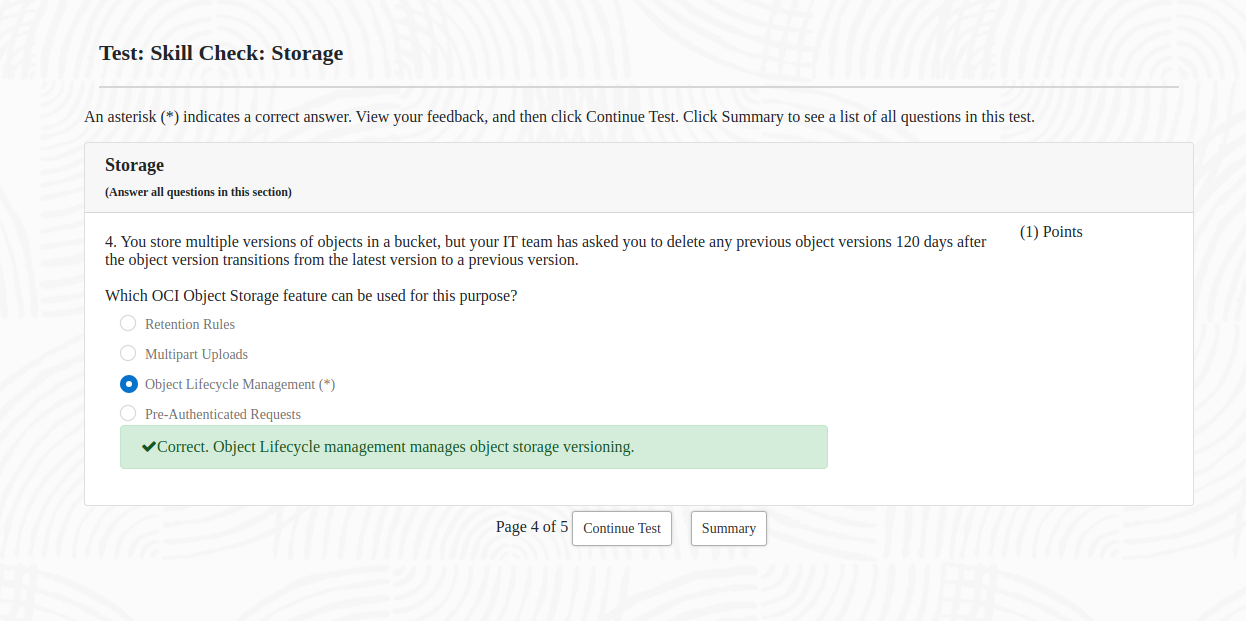 Test: Skill Check: Storage
An asterisk (*) indicates a correct answer. View your feedback, and then click Continue Test. Click Summary to see a list of all questions in this test.
Storage
(Answer all questions in this section)
4. You store multiple versions of objects in a bucket, but your IT team has asked you to delete any previous object versions 120 days after
the object version transitions from the latest version to a previous version.
(1) Points
Which OCI Object Storage feature can be used for this purpose?
Retention Rules
Multipart Uploads
Object Lifecycle Management (*)
Pre-Authenticated Requests
Correct. Object Lifecycle management manages object storage versioning.
Page 4 of 5 Continue Test Summary